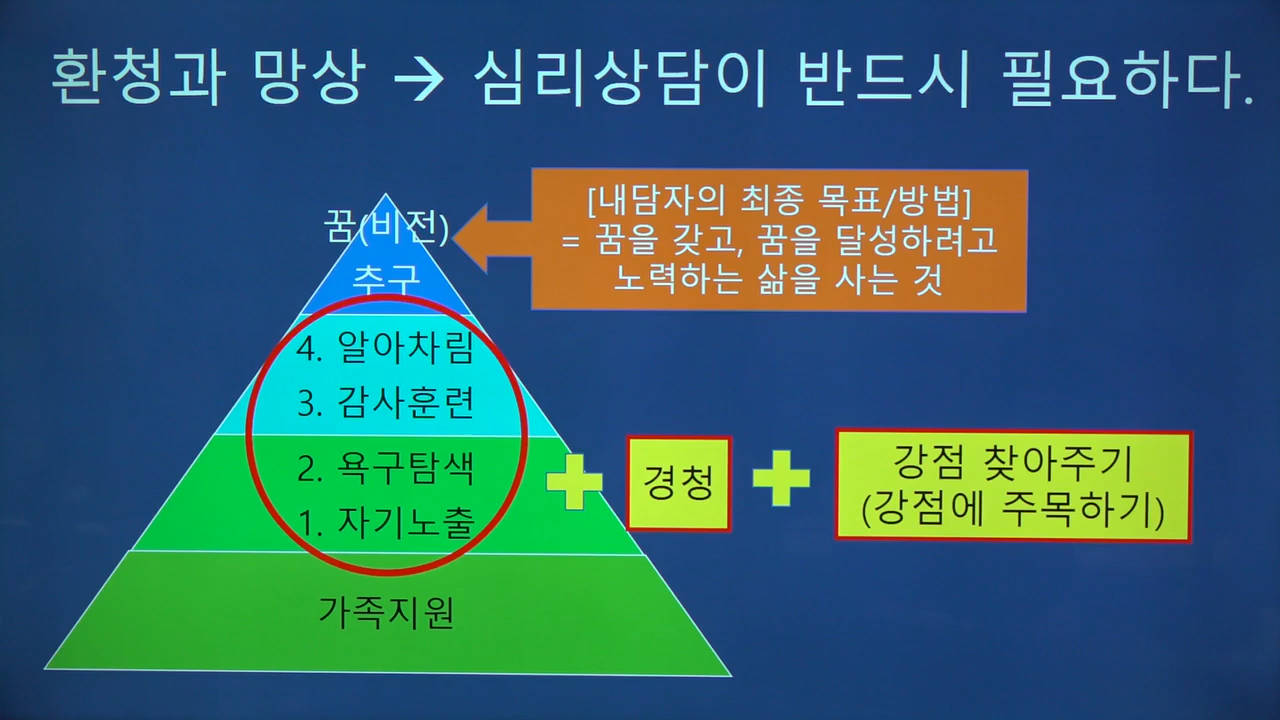 환청과 망상 → 심리상담이 반드시 필요하다.
꿈(비전)
추구
[내담자의 최종 목표/방법]
= 꿈을 갖고, 꿈을 달성하려고
노력하는 삶을 사는 것
4. 알아차림
3. 감사훈련
2. 욕구탐색
1. 자기노출
경청
강점 찾아주기
(강점에 주목하기)
가족지원